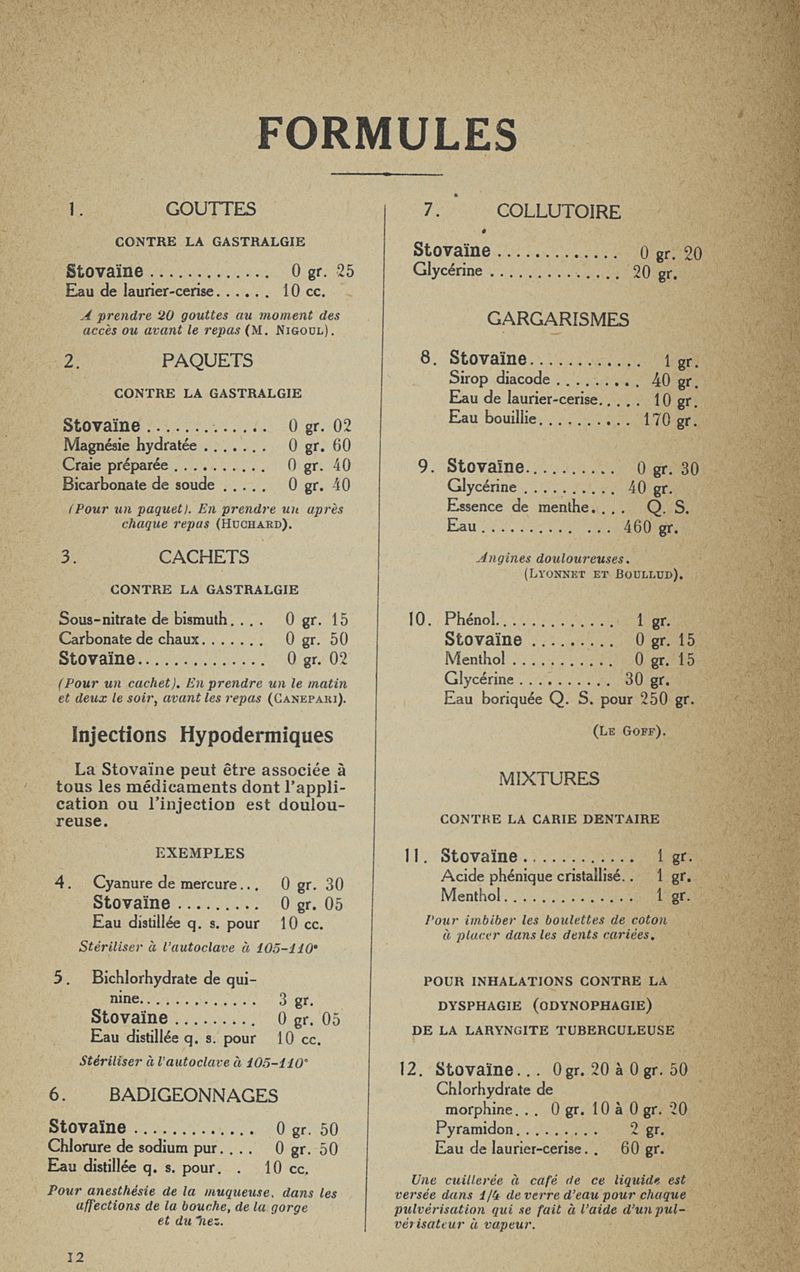 FORMULES
1. GOUTTES
CONTRE LA GASTRALGIE
Stovaïne ............. 0 gr. 25
Eau de laurier-cerise...... 10 cc.
A prendre 20 gouttes au moment des
accès ou avant le repas (M. NIGOUL).
2. PAQUETS
CONTRE LA GASTRALGIE
Stovaïne ............. 0 gr. 02
Magnésie hydratée ....... 0 gr. 60
Craie préparée .......... 0 gr. 40
Bicarbonate de soude ..... 0 gr. 40
(Pour un paquet). En prendre un après
chaque repas (HUCHARD).
3. CACHETS
CONTRE LA GASTRALGIE
Sous-nitrate de bismuth.... 0 gr. 15
Carbonate de chaux....... 0 gr. 50
Stovaïne.............. 0 gr. 02
(Pour un cachet). En prendre un le matin
et deux le soir, avant les repas (CANEPARI).
Injections Hypodermiques
La Stovaïne peut être associée à
tous les médicaments dont l'appli-
cation ou l'injection est doulou-
reuse.
EXEMPLES
4. Cyanure de mercure... 0 gr. 30
Stovaïne ......... 0 gr. 05
Eau distillée q. s. pour 10 cc.
Stériliser à l'autoclave à 105-110°
5. Bichlorhydrate de qui-
nine............. 3 gr.
Stovaïne ......... 0 gr. 05
Eau distillée q. s. pour 10 cc.
Stériliser à l'autoclave à 105-110°
6. BADIGEONNAGES
Stovaïne ............. 0 gr. 50
Chlorure de sodium pur.... 0 gr. 50
Eau distillée q. s. pour. . 10 cc.
Pour anesthésie de la muqueuse, dans les
affections de la bouche, de la gorge
et du nez.
12
7. COLLUTOIRE
Stovaïne ............. 0 gr. 20
Glycérine .............. 20 gr.
GARGARISMES
8. Stovaïne............ 1 gr.
Sirop diacode ......... 40 gr.
Eau de laurier-cerise..... 10 gr.
Eau bouillie.......... 170 gr.
9. Stovaïne.......... 0 gr. 30
Glycérine .......... 40 gr.
Essence de menthe.... Q. S.
Eau .......... ... 460 gr.
Angines douloureuses.
(LYONNET ET BOULLUD).
10. Phénol............. 1 gr.
Stovaïne ......... 0 gr. 15
Menthol ........... 0 gr. 15
Glycérine .......... 30 gr.
Eau boriquée Q. S. pour 250 gr.
(LE GOFF).
MIXTURES
CONTRE LA CARIE DENTAIRE
11. Stovaïne ............ 1 gr.
Acide phénique cristallisé.. 1 gr.
Menthol.............. 1 gr.
Pour imbiber les boulettes de coton
à placer dans les dents cariées.
POUR INHALATIONS CONTRE LA
DYSPHAGIE (ODYNOPHAGIE)
DE LA LARYNGITE TUBERCULEUSE
12. Stovaïne... 0 gr. 20 à 0 gr. 50
Chlorhydrate de
morphine... 0 gr. 10 à 0 gr. 20
Pyramidon......... 2 gr.
Eau de laurier-cerise.. 60 gr.
Une cuillerée à café de ce liquide est
versée dans 1/4 de verre d'eau pour chaque
pulvérisation qui se fait à l'aide d'un pul-
vérisateur à vapeur.